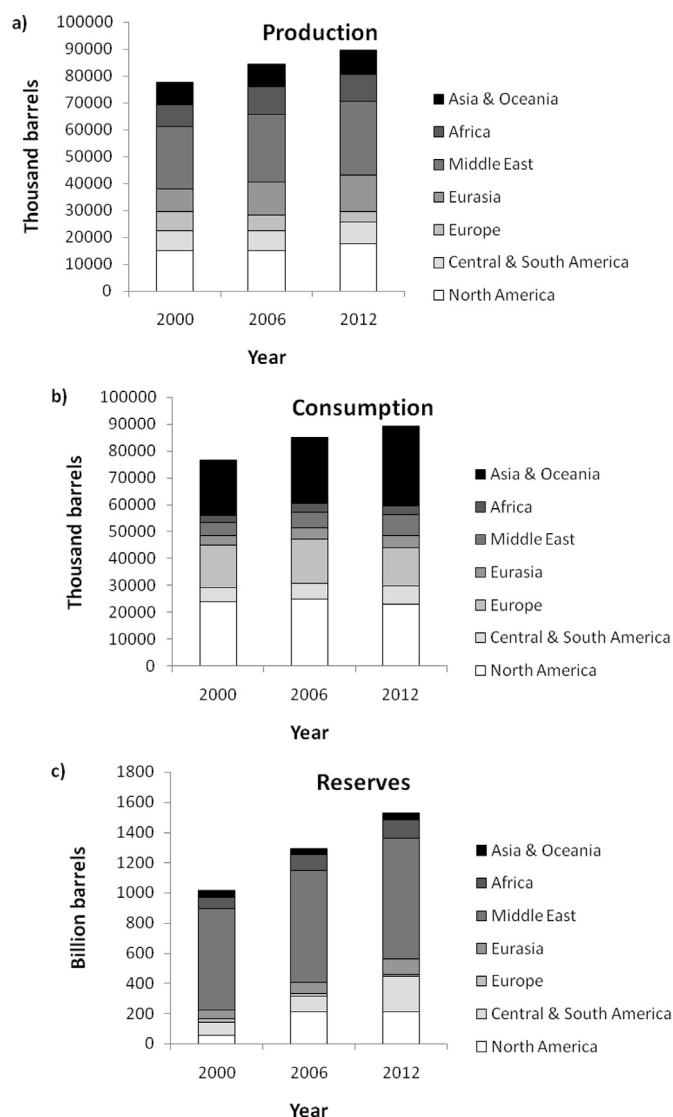 a)
Production
100000
90000
80000
70000
60000
50000
40000
30000
20000
10000
0
Thousand barrels
2000 2006 2012
Year
Asia & Oceania
Africa
Middle East
Eurasia
Europe
Central & South America
North America
b)
Consumption
100000
90000
80000
70000
60000
50000
40000
30000
20000
10000
0
Thousand barrels
2000 2006 2012
Year
Asia & Oceania
Africa
Middle East
Eurasia
Europe
Central & South America
North America
c)
Reserves
1800
1600
1400
1200
1000
800
600
400
200
0
Billion barrels
2000 2006 2012
Year
Asia & Oceania
Africa
Middle East
Eurasia
Europe
Central & South America
North America